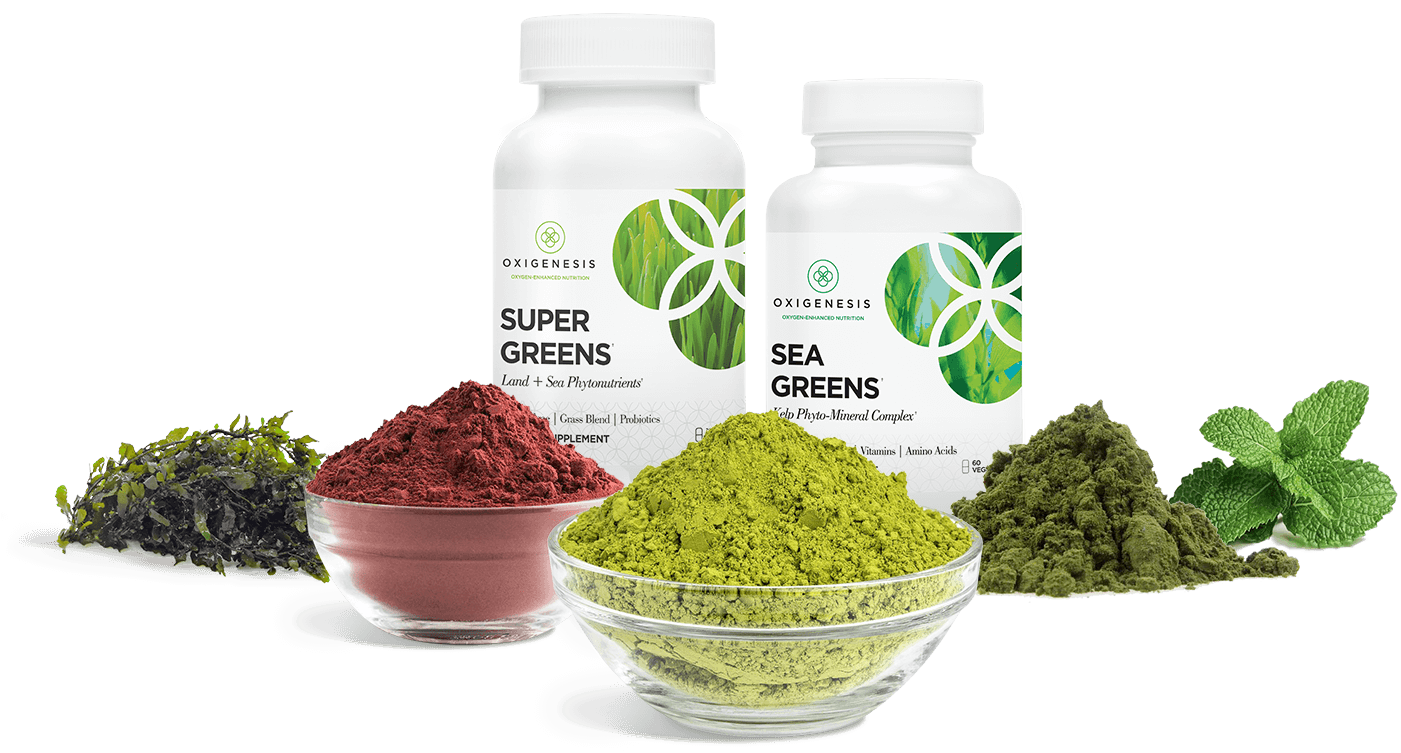 OXIGENESIS
OXYGEN-ENHANCED NUTRITION
SUPER
GREENS†
Land + Sea Phytonutrients†
| Grass Blend | Probiotics
OXIGENESIS
OXYGEN-ENHANCED NUTRITION
SEA
GREENS†
Kelp Phyto-Mineral Complex†
Vitamins | Amino Acids
60